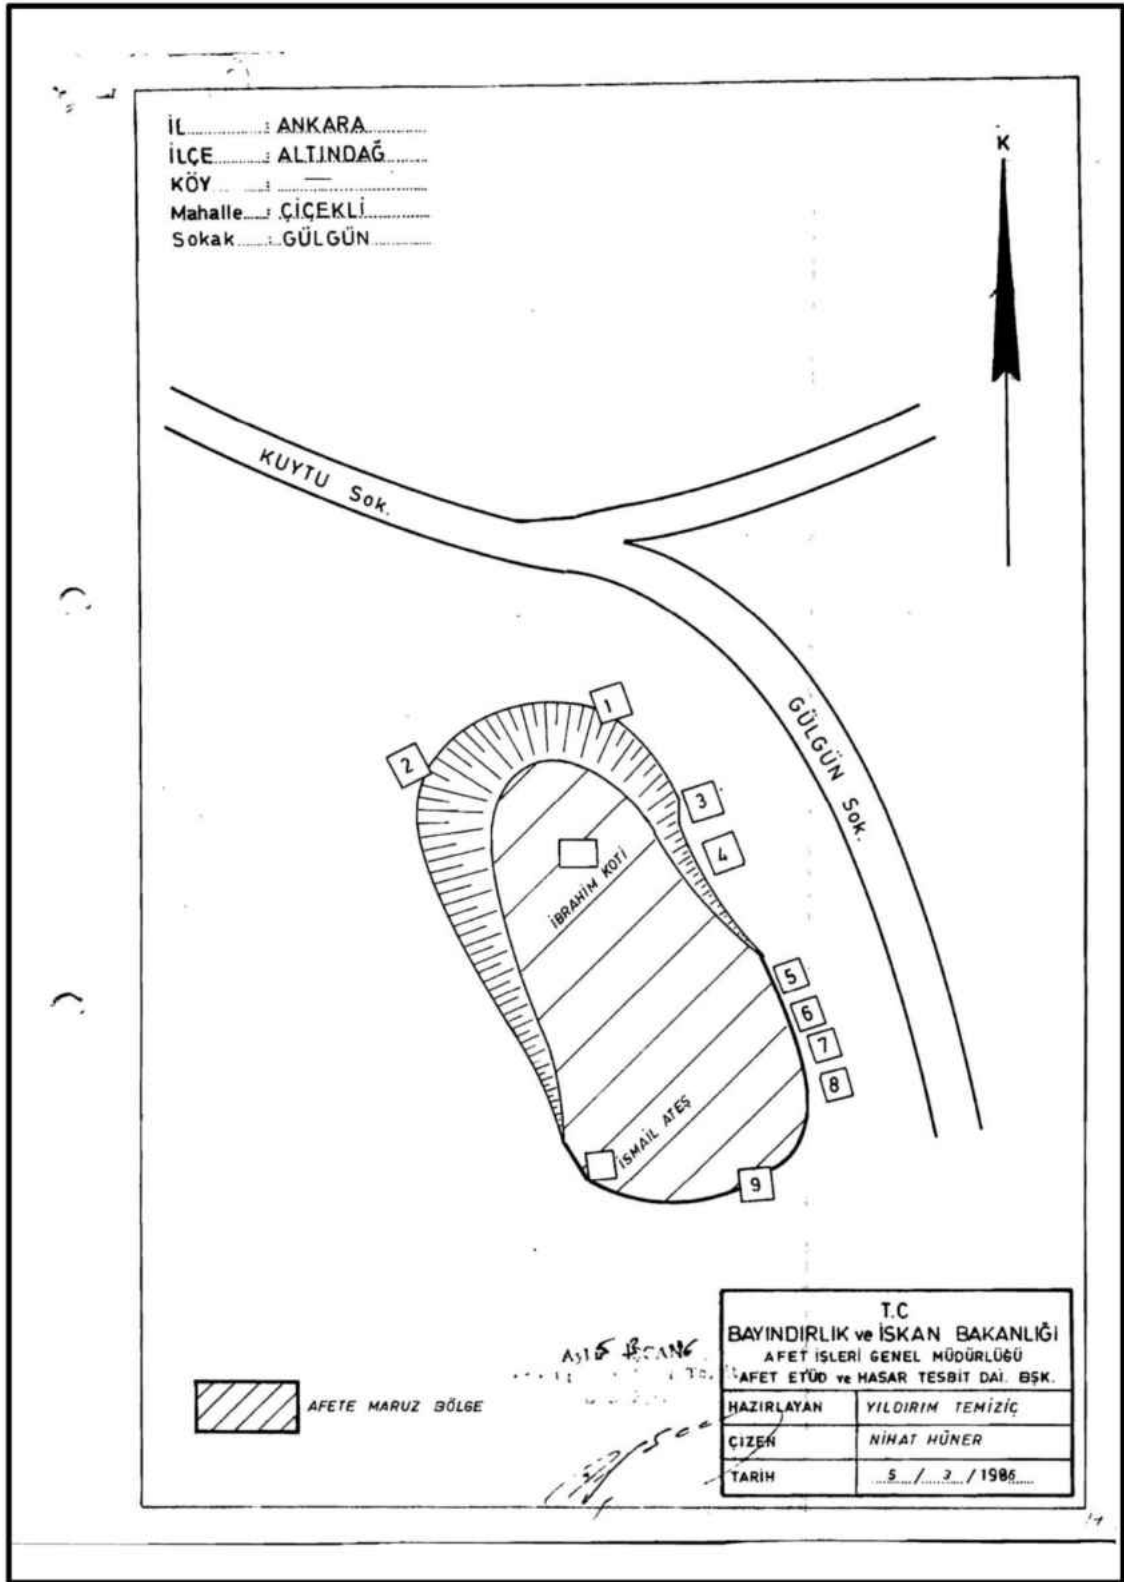 İL : ANKARA
İLÇE : ALTINDAĞ
KÖY : —
Mahalle : ÇİÇEKLİ
Sokak : GÜLGÜN
K
KUYTU Sok.
GÜLGÜN Sok.
1
2
3
4
İBRAHİM KOTİ
5
6
7
8
İSMAİL ATEŞ
9
AFETE MARUZ BÖLGE
T.C
BAYINDIRLIK ve İSKAN BAKANLIĞI
AFET İŞLERİ GENEL MÜDÜRLÜĞÜ
AFET ETÜD ve HASAR TESBİT DAİ. BŞK.
HAZIRLAYAN YILDIRIM TEMİZİÇ
ÇİZEN NİHAT HÜNER
TARİH 5 / 3 / 1986